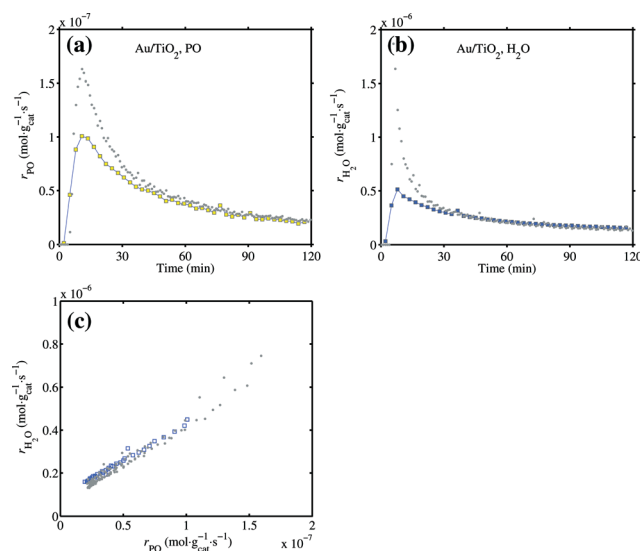 x 10⁻⁷
2
1.5
1
0.5
0
0 30 60 90 120
Time (min)
r_PO (mol·g_cat⁻¹·s⁻¹)
(a)
Au/TiO₂, PO
x 10⁻⁶
2
1.5
1
0.5
0
0 30 60 90 120
Time (min)
r_H₂O (mol·g_cat⁻¹·s⁻¹)
(b)
Au/TiO₂, H₂O
x 10⁻⁶
1
0.8
0.6
0.4
0.2
0
0 0.5 1 1.5 2
r_PO (mol·g_cat⁻¹·s⁻¹)
x 10⁻⁷
r_H₂O (mol·g_cat⁻¹·s⁻¹)
(c)